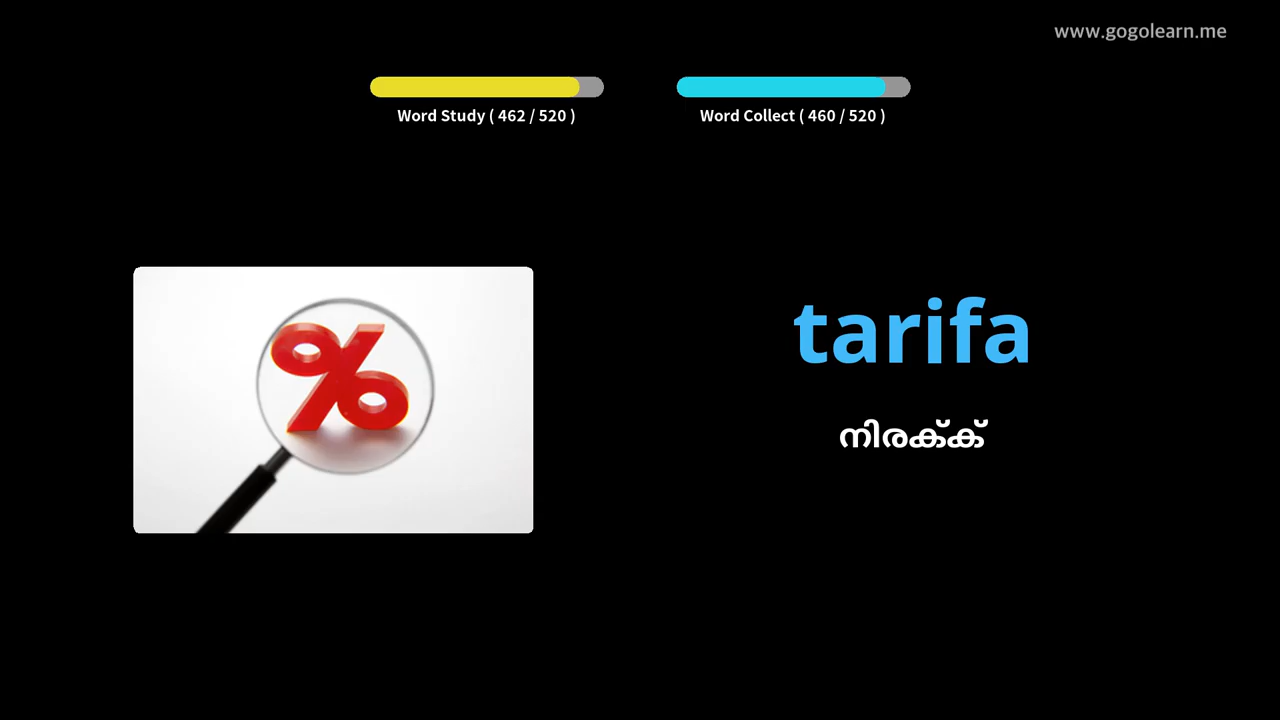 www.gogolearn.me
Word Study ( 462 / 520 )
Word Collect ( 460 / 520 )
%
tarifa
നിരക്ക്